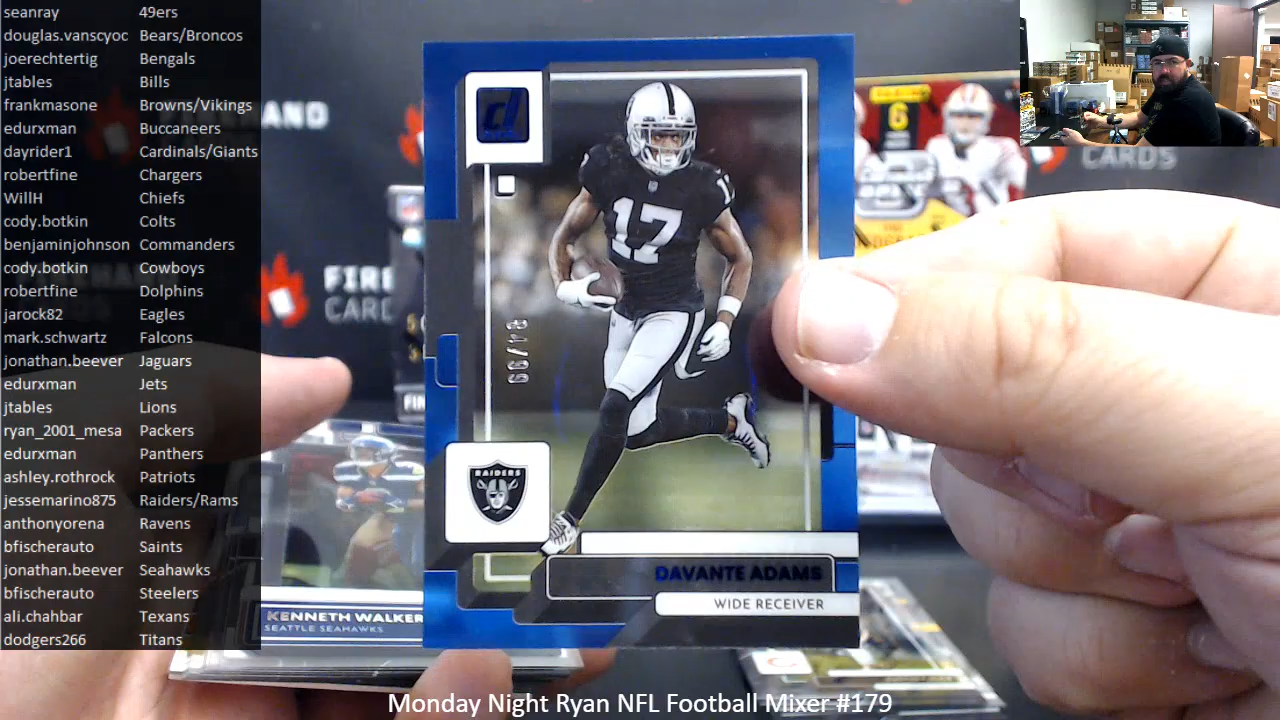 seanray 49ers
douglas.vanscyoc Bears/Broncos
joerechtertig Bengals
jtables Bills
frankmasone Browns/Vikings
edurxman Buccaneers
dayrider1 Cardinals/Giants
robertfine Chargers
WillH Chiefs
cody.botkin Colts
benjaminjohnson Commanders
cody.botkin Cowboys
robertfine Dolphins
jarock82 Eagles
mark.schwartz Falcons
jonathan.beever Jaguars
edurxman Jets
jtables Lions
ryan_2001_mesa Packers
edurxman Panthers
ashley.rothrock Patriots
jessemarino875 Raiders/Rams
anthonyorena Ravens
bfischerauto Saints
jonathan.beever Seahawks
bfischerauto Steelers
ali.chahbar Texans
dodgers266 Titans
17
RAIDERS
DAVANTE ADAMS
WIDE RECEIVER
KENNETH WALKER
SEATTLE SEAHAWKS
6
CARDS
Monday Night Ryan NFL Football Mixer #179